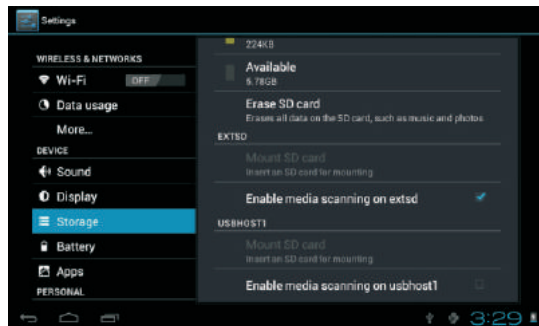 Settings
WIRELESS & NETWORKS
Wi-Fi OFF
Data usage
More...
DEVICE
Sound
Display
Storage
Battery
Apps
PERSONAL
224KB
Available
6.78GB
Erase SD card
Erases all data on the SD card, such as music and photos
EXTSD
Mount SD card
Insert an SD card for mounting
Enable media scanning on extsd
USBHOST1
Mount SD card
Insert an SD card for mounting
Enable media scanning on usbhost1
3:29